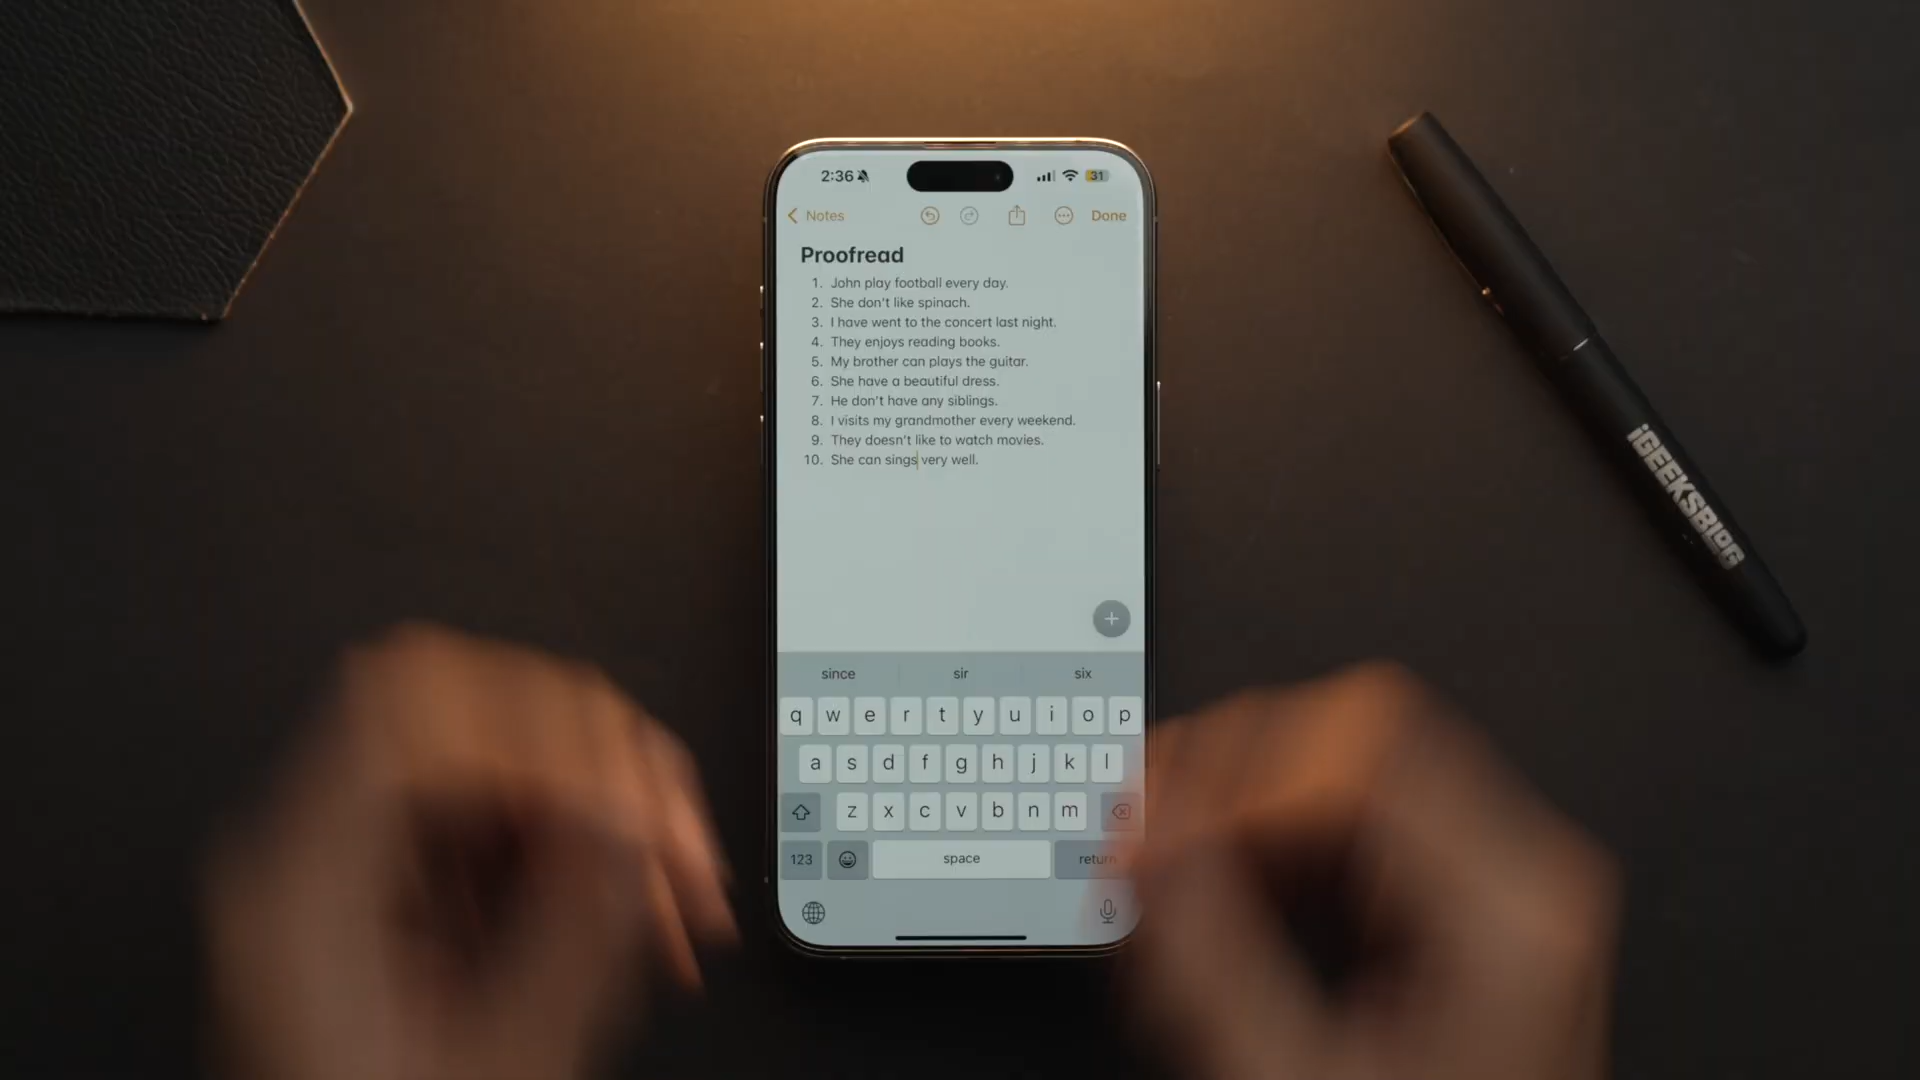 2:36
31
Notes
Done
Proofread
1. John play football every day.
2. She don't like spinach.
3. I have went to the concert last night.
4. They enjoys reading books.
5. My brother can plays the guitar.
6. She have a beautiful dress.
7. He don't have any siblings.
8. I visits my grandmother every weekend.
9. They doesn't like to watch movies.
10. She can sings very well.
since sir six
q w e r t y u i o p
a s d f g h j k l
z x c v b n m
123 space return
iGEEKSBLOG